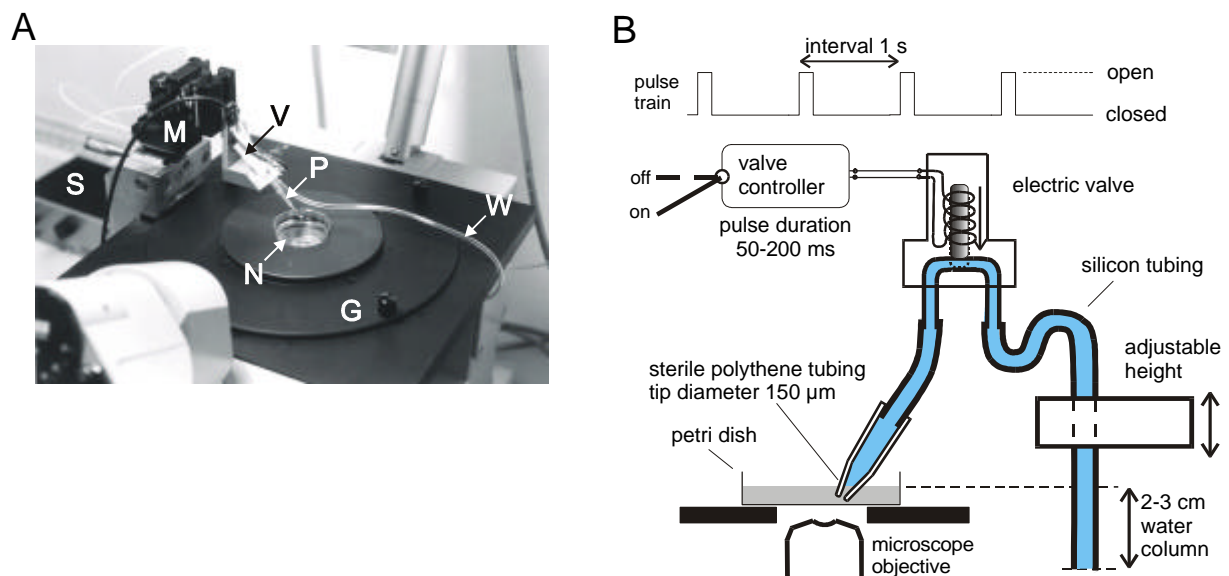 A
M
V
P
S
W
N
G
B
interval 1 s
pulse
train
open
closed
off
on
valve
controller
pulse duration
50-200 ms
electric valve
silicon tubing
adjustable
height
sterile polythene tubing
tip diameter 150 µm
petri dish
microscope
objective
2-3 cm
water
column